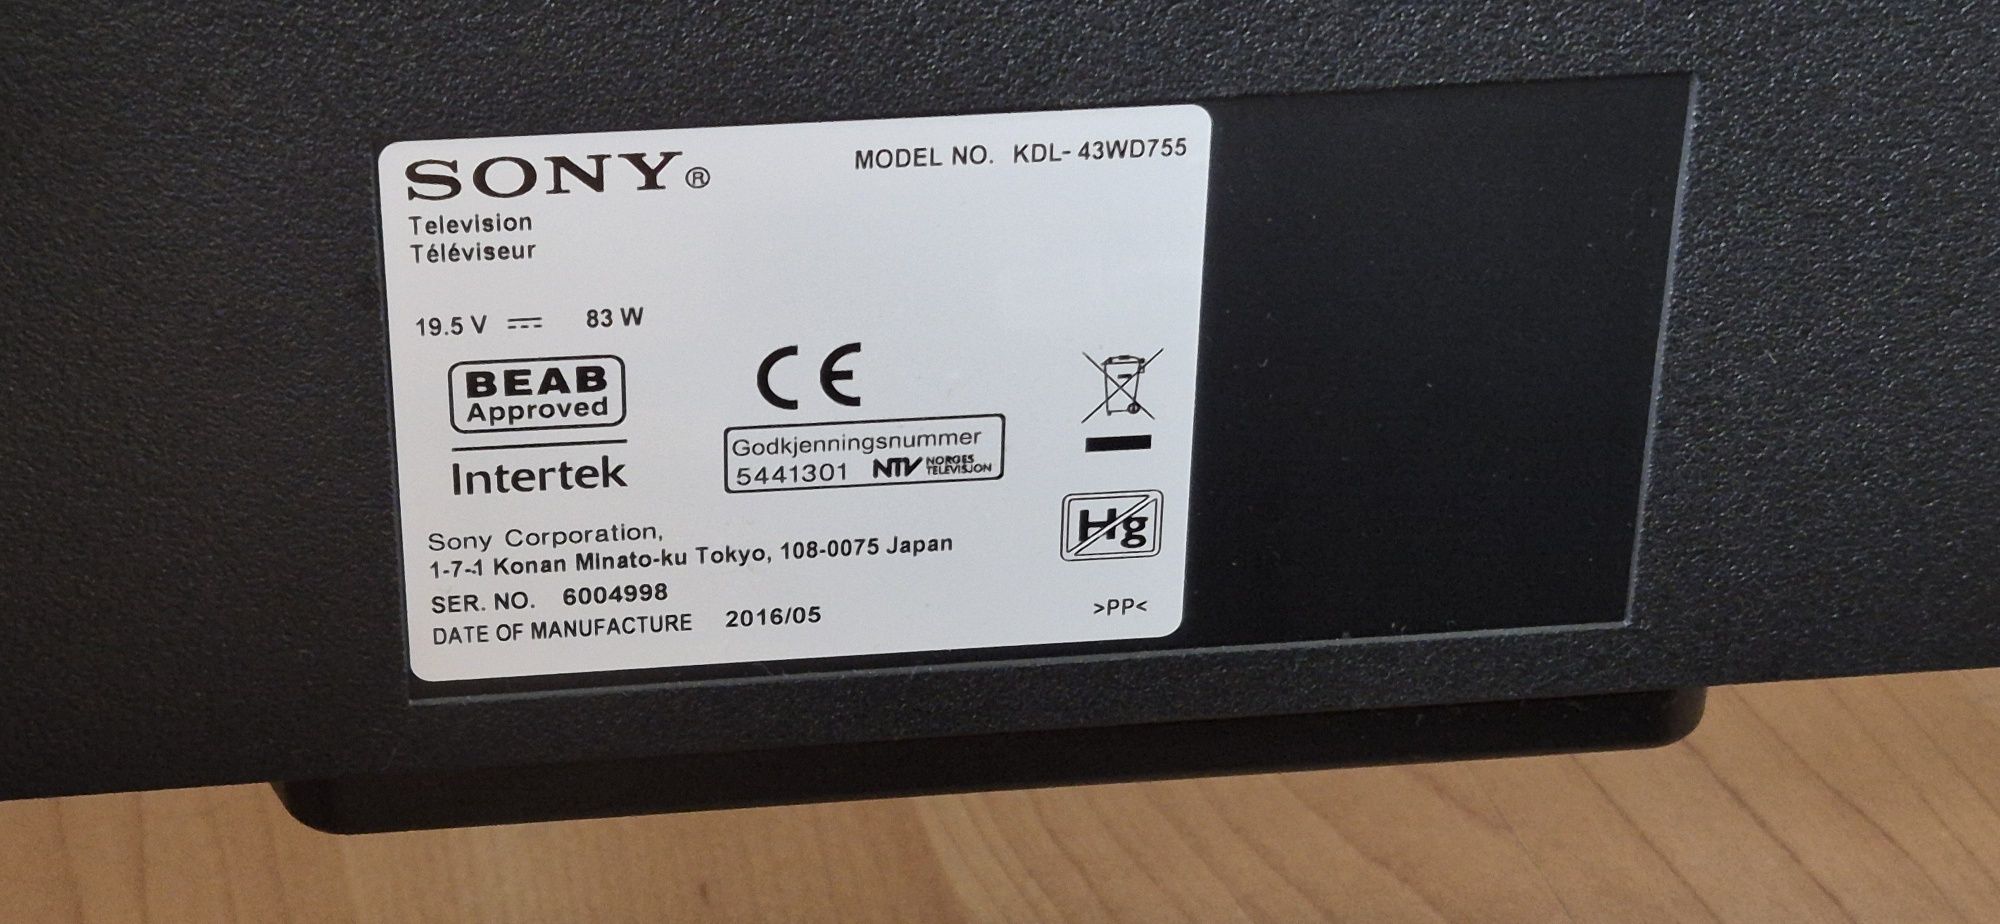 SONY®
MODEL NO. KDL-43WD755
Television
Téléviseur
19.5 V 83 W
BEAB
Approved
Intertek
CE
Godkjenningsnummer
5441301 NTV NORGES TELEVISJON
Hg
Sony Corporation,
1-7-1 Konan Minato-ku Tokyo, 108-0075 Japan
SER. NO. 6004998
DATE OF MANUFACTURE 2016/05
>PP<